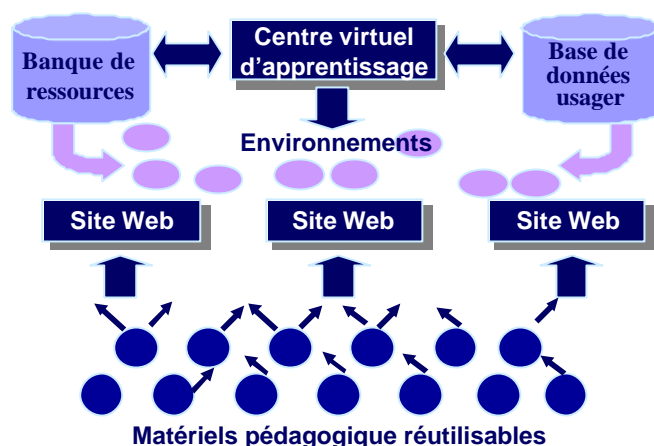 Banque de
ressources
Centre virtuel
d'apprentissage
Base de
données
usager
Environnements
Site Web
Site Web
Site Web
Matériels pédagogique réutilisables